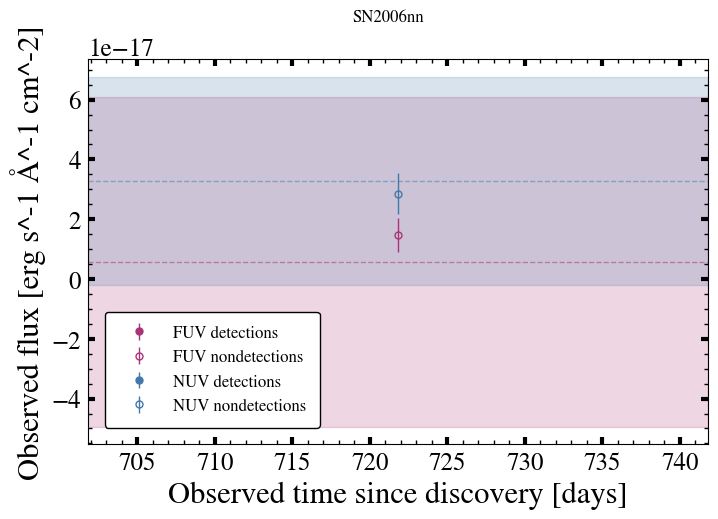 SN2006nn
1e−17
Observed flux [erg s^-1 Å^-1 cm^-2]
6
4
2
0
−2
−4
FUV detections
FUV nondetections
NUV detections
NUV nondetections
705 710 715 720 725 730 735 740
Observed time since discovery [days]